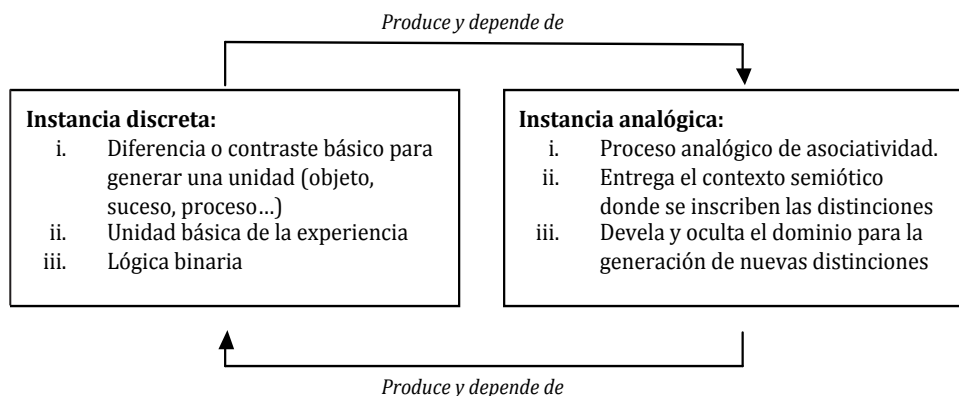 Produce y depende de
Instancia discreta:
i. Diferencia o contraste básico para
generar una unidad (objeto,
suceso, proceso…)
ii. Unidad básica de la experiencia
iii. Lógica binaria
Instancia analógica:
i. Proceso analógico de asociatividad.
ii. Entrega el contexto semiótico
donde se inscriben las distinciones
iii. Devela y oculta el dominio para la
generación de nuevas distinciones
Produce y depende de